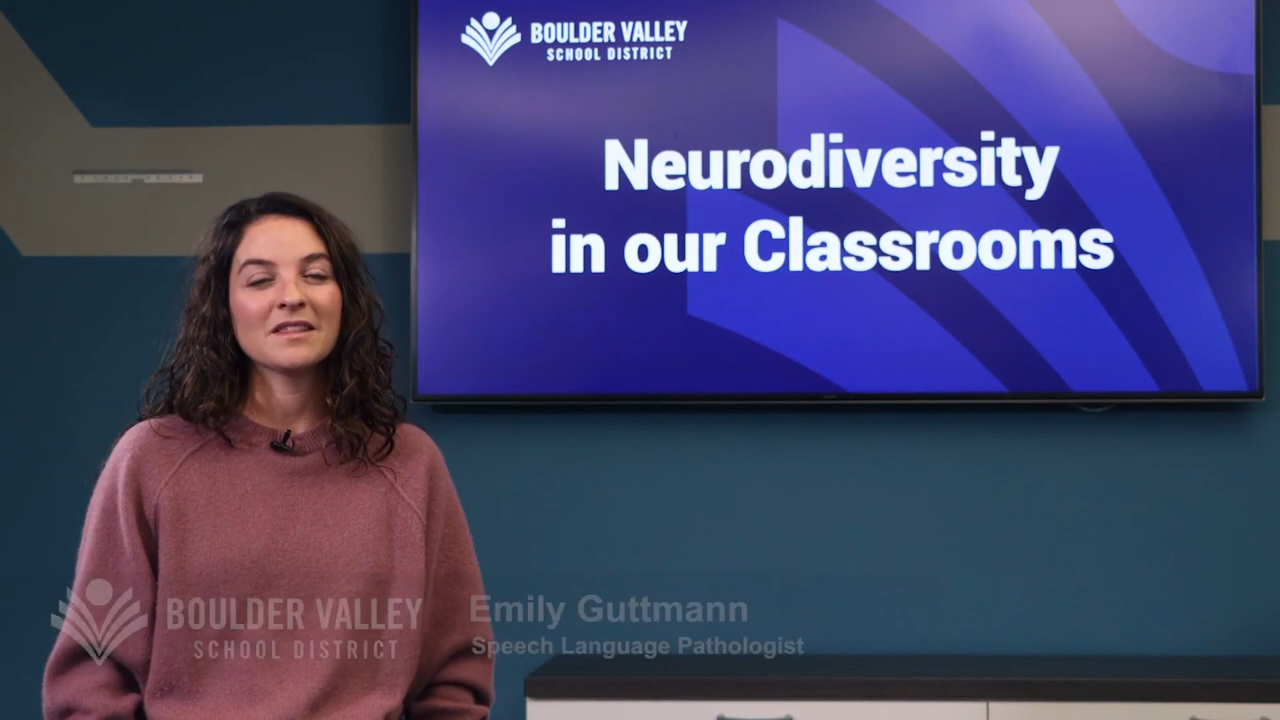 BOULDER VALLEY
SCHOOL DISTRICT
Neurodiversity
in our Classrooms
BOULDER VALLEY
SCHOOL DISTRICT
Emily Guttmann
Speech Language Pathologist